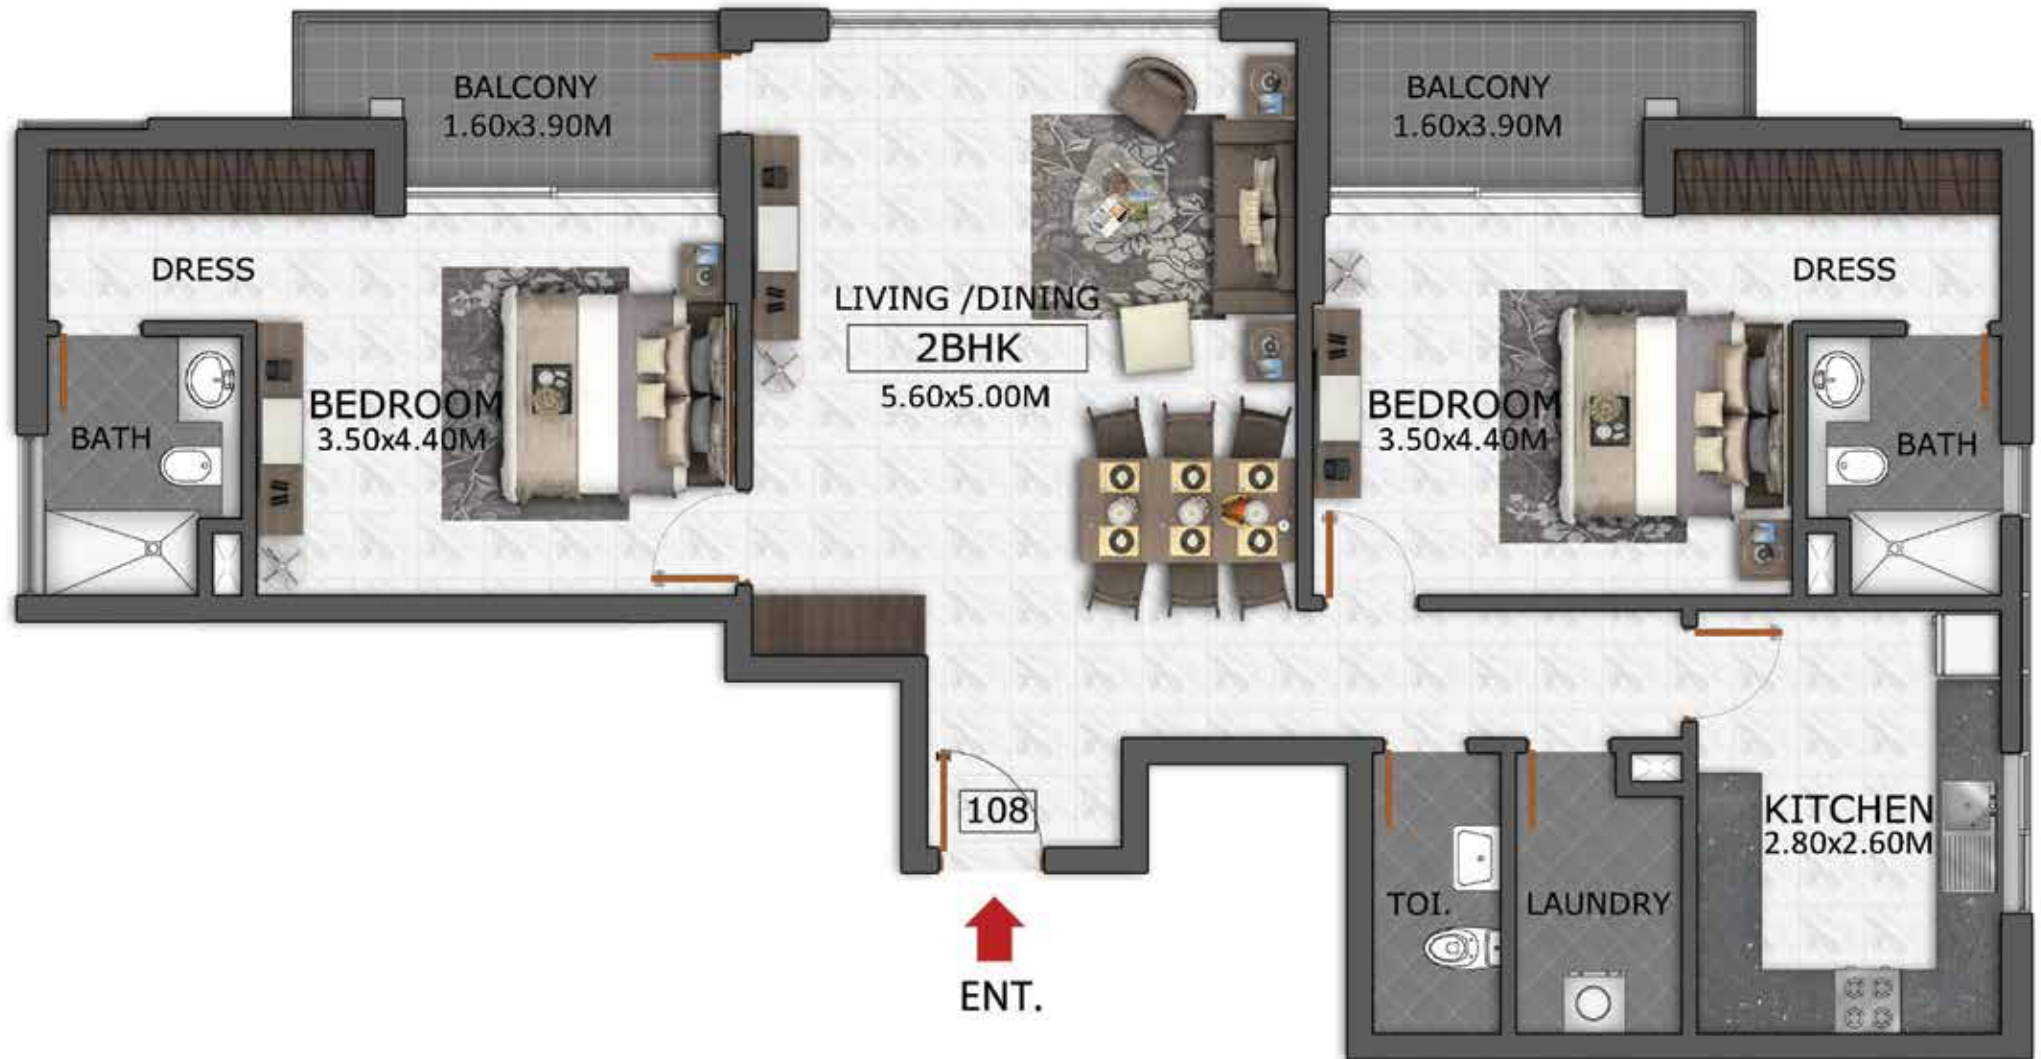 BALCONY
1.60x3.90M
BALCONY
1.60x3.90M
DRESS
DRESS
LIVING /DINING
2BHK
5.60x5.00M
BEDROOM
3.50x4.40M
BEDROOM
3.50x4.40M
BATH
BATH
108
KITCHEN
2.80x2.60M
TOI.
LAUNDRY
ENT.